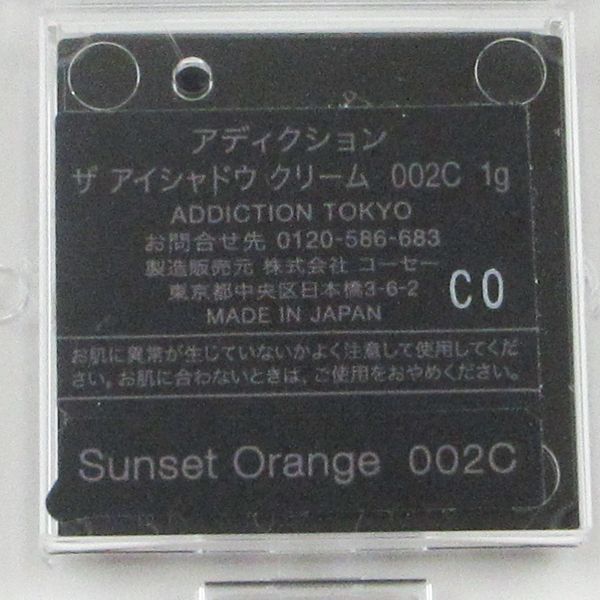 アディクション
ザ アイシャドウ クリーム 002C 1g
ADDICTION TOKYO
お問合せ先 0120-586-683
製造販売元 株式会社 コーセー
東京都中央区日本橋3-6-2
MADE IN JAPAN
CO
お肌に異常が生じていないかよく注意して使用してくだ
さい。お肌に合わないときは、ご使用をおやめください。
Sunset Orange 002C